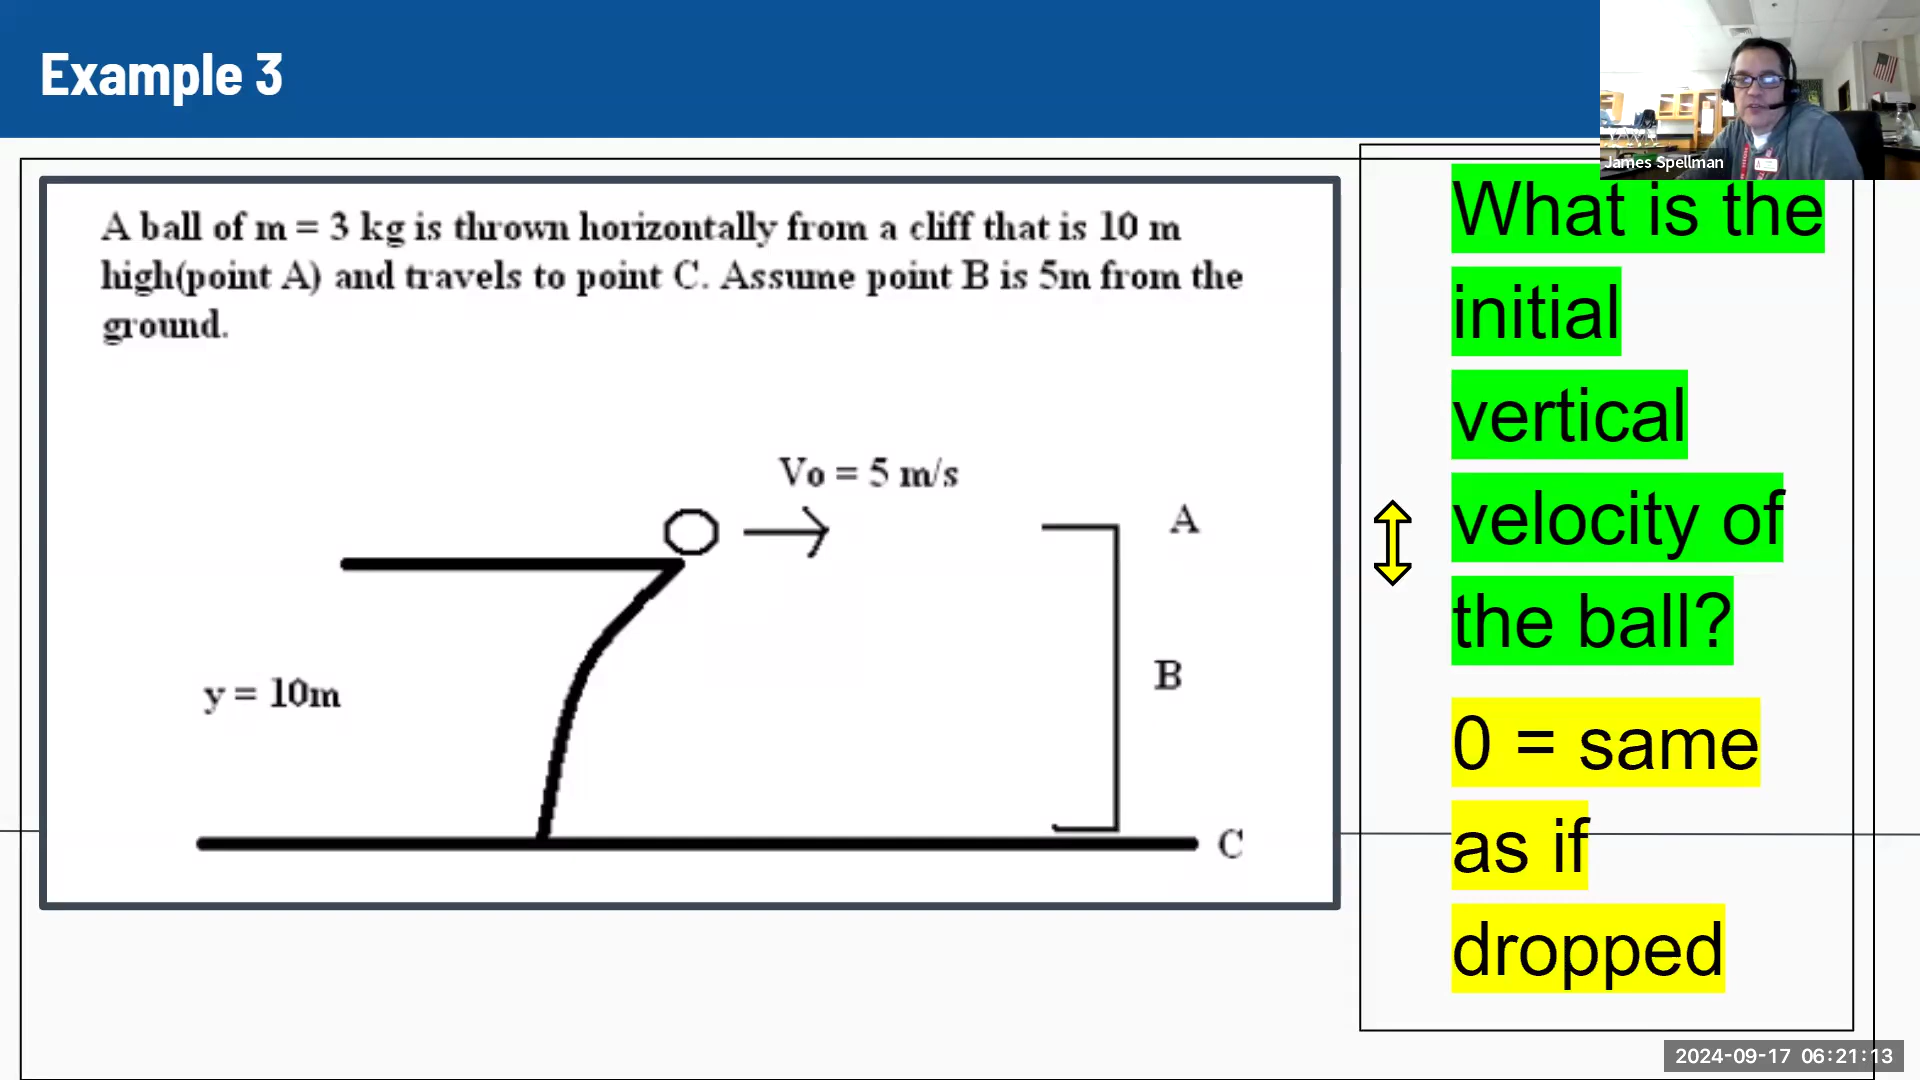 Example 3
James Spellman
A ball of m = 3 kg is thrown horizontally from a cliff that is 10 m
high(point A) and travels to point C. Assume point B is 5m from the
ground.
Vo = 5 m/s
A
B
y = 10m
C
What is the
initial
vertical
velocity of
the ball?
0 = same
as if
dropped
2024-09-17 06:21:13